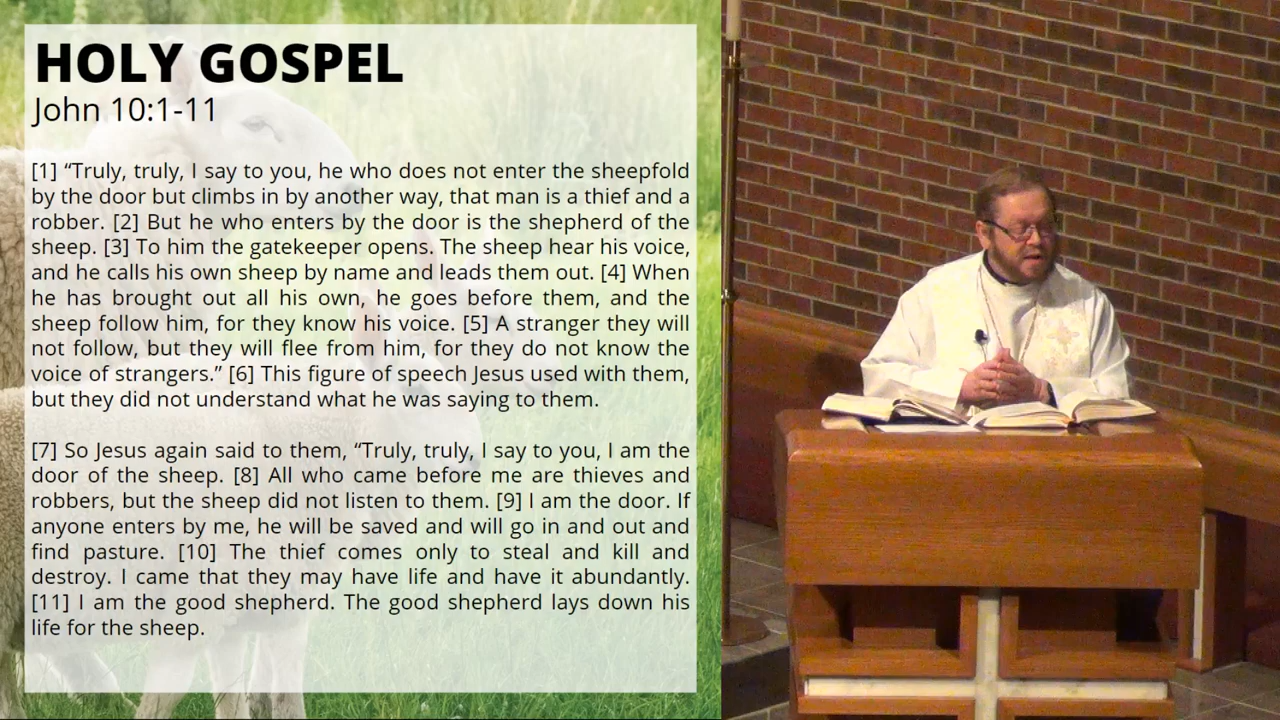 HOLY GOSPEL
John 10:1-11
[1] “Truly, truly, I say to you, he who does not enter the sheepfold
by the door but climbs in by another way, that man is a thief and a
robber. [2] But he who enters by the door is the shepherd of the
sheep. [3] To him the gatekeeper opens. The sheep hear his voice,
and he calls his own sheep by name and leads them out. [4] When
he has brought out all his own, he goes before them, and the
sheep follow him, for they know his voice. [5] A stranger they will
not follow, but they will flee from him, for they do not know the
voice of strangers.” [6] This figure of speech Jesus used with them,
but they did not understand what he was saying to them.
[7] So Jesus again said to them, “Truly, truly, I say to you, I am the
door of the sheep. [8] All who came before me are thieves and
robbers, but the sheep did not listen to them. [9] I am the door. If
anyone enters by me, he will be saved and will go in and out and
find pasture. [10] The thief comes only to steal and kill and
destroy. I came that they may have life and have it abundantly.
[11] I am the good shepherd. The good shepherd lays down his
life for the sheep.